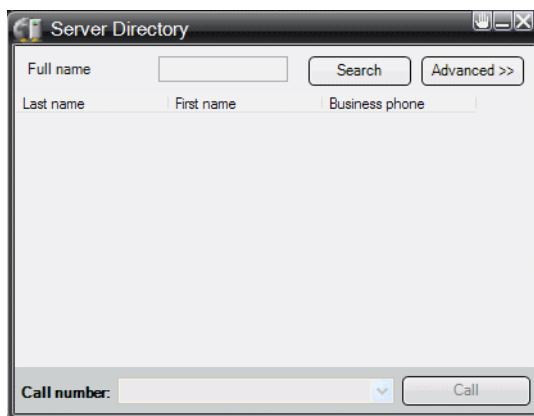 Server Directory
Full name Search Advanced >>
Last name First name Business phone
Call number: Call